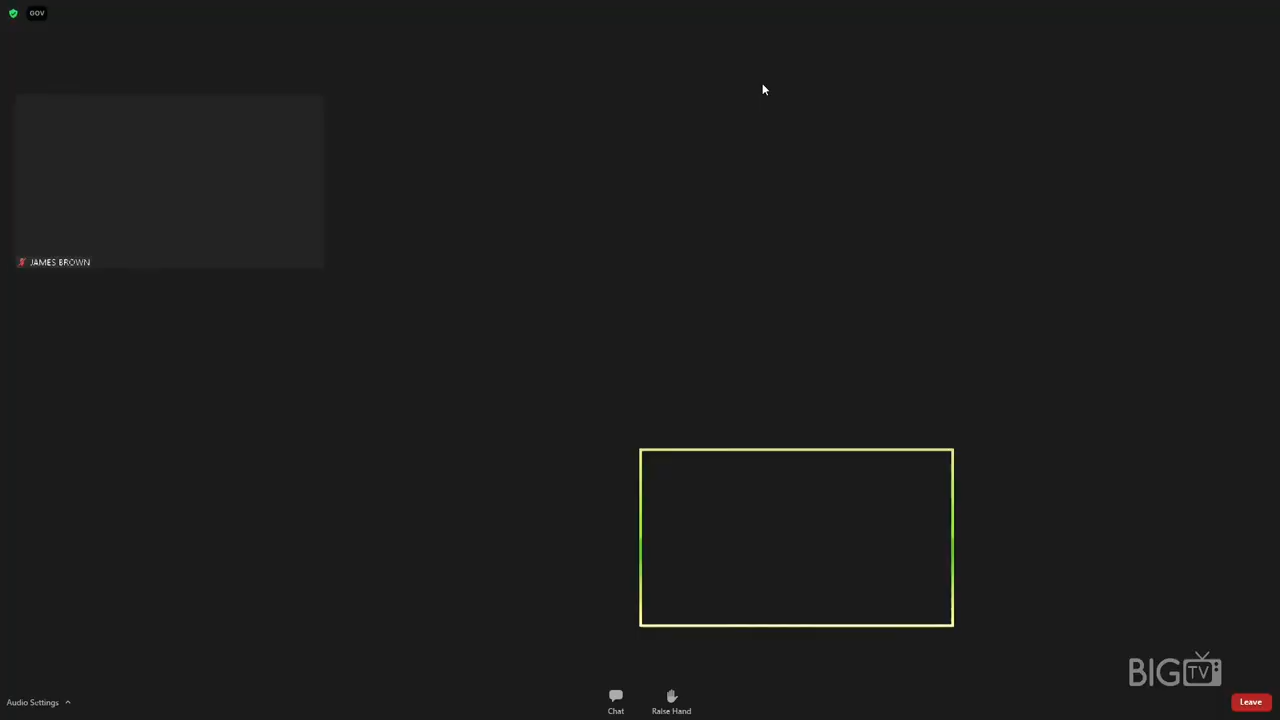 GOV
JAMES BROWN
BIG TV
Audio Settings
Chat
Raise Hand
Leave